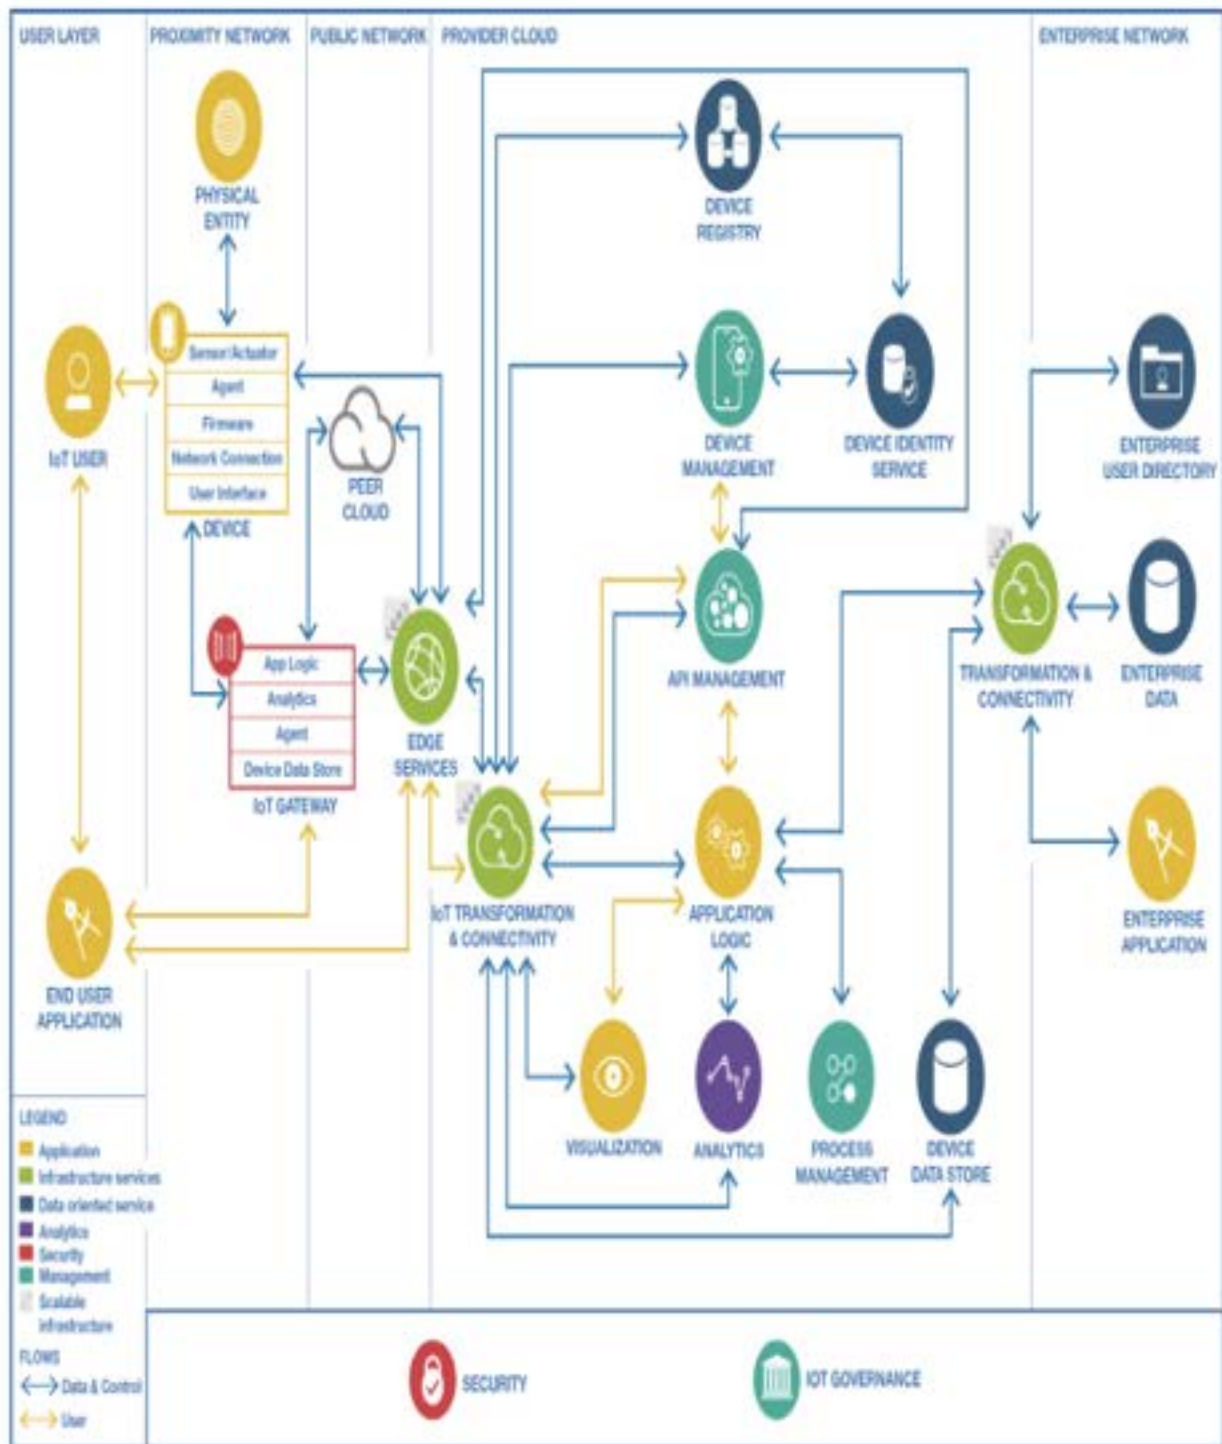 USER LAYER
PROXIMITY NETWORK
PUBLIC NETWORK
PROVIDER CLOUD
ENTERPRISE NETWORK
PHYSICAL
ENTITY
DEVICE
REGISTRY
IoT USER
Sensor/Actuator
Agent
Firmware
Network Connection
User Interface
DEVICE
PEER
CLOUD
DEVICE
MANAGEMENT
DEVICE IDENTITY
SERVICE
ENTERPRISE
USER DIRECTORY
App Logic
Analytics
Agent
Device Data Store
IoT GATEWAY
EDGE
SERVICES
API MANAGEMENT
TRANSFORMATION &
CONNECTIVITY
ENTERPRISE
DATA
END USER
APPLICATION
IoT TRANSFORMATION
& CONNECTIVITY
APPLICATION
LOGIC
ENTERPRISE
APPLICATION
VISUALIZATION
ANALYTICS
PROCESS
MANAGEMENT
DEVICE
DATA STORE
LEGEND
Application
Infrastructure services
Data oriented service
Analytics
Security
Management
Scalable
infrastructure
FLOWS
Data & Control
User
SECURITY
IOT GOVERNANCE